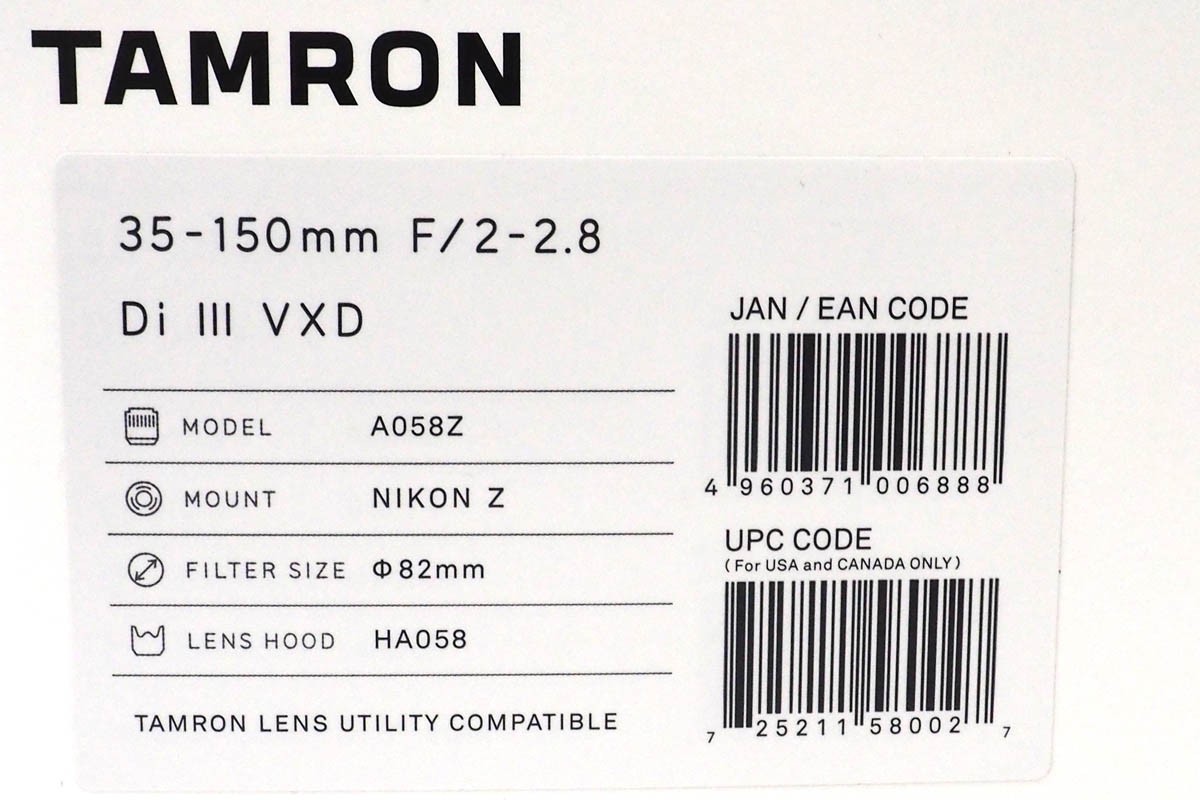 TAMRON
35-150mm F/2-2.8
Di III VXD
MODEL A058Z
MOUNT NIKON Z
FILTER SIZE Φ82mm
LENS HOOD HA058
TAMRON LENS UTILITY COMPATIBLE
JAN / EAN CODE
4 960371 006888
UPC CODE
(For USA and CANADA ONLY)
7 25211 58002 7